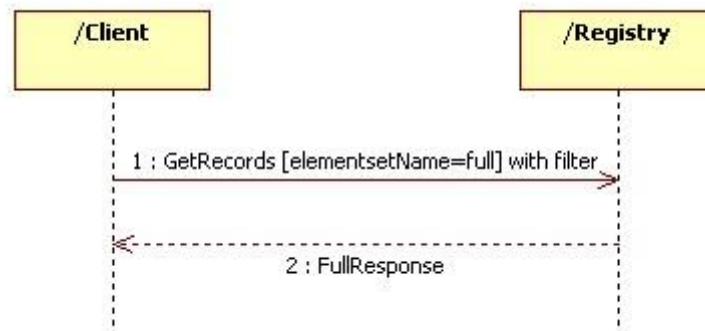 /Client
/Registry
1 : GetRecords [elementsetName=full] with filter
2 : FullResponse